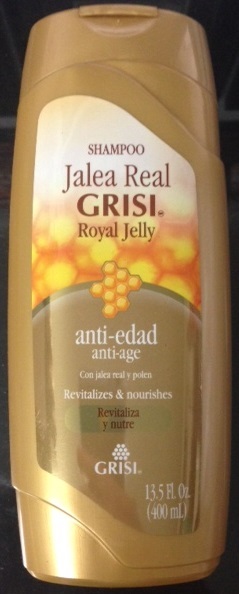 SHAMPOO
Jalea Real
GRISI
Royal Jelly
anti-edad
anti-age
Con jalea real y polen
Revitalizes & nourishes
Revitaliza
y nutre
GRISI
13.5 Fl. Oz.
(400 ml.)